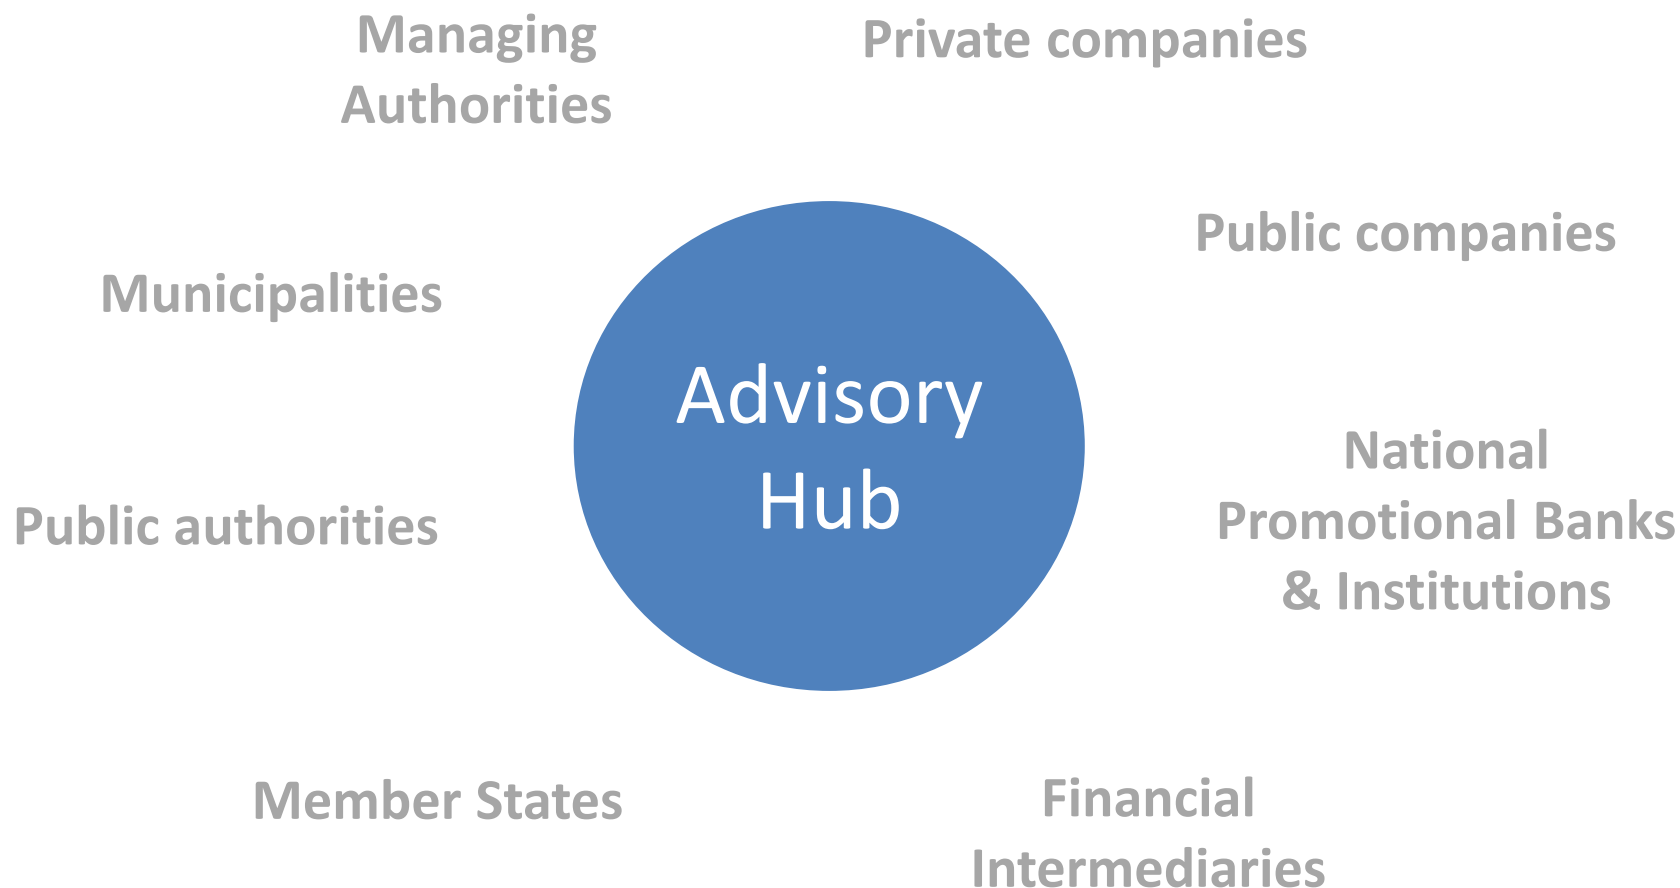 Managing
Authorities
Private companies
Public companies
Municipalities
Advisory
Hub
National
Promotional Banks
& Institutions
Public authorities
Member States
Financial
Intermediaries